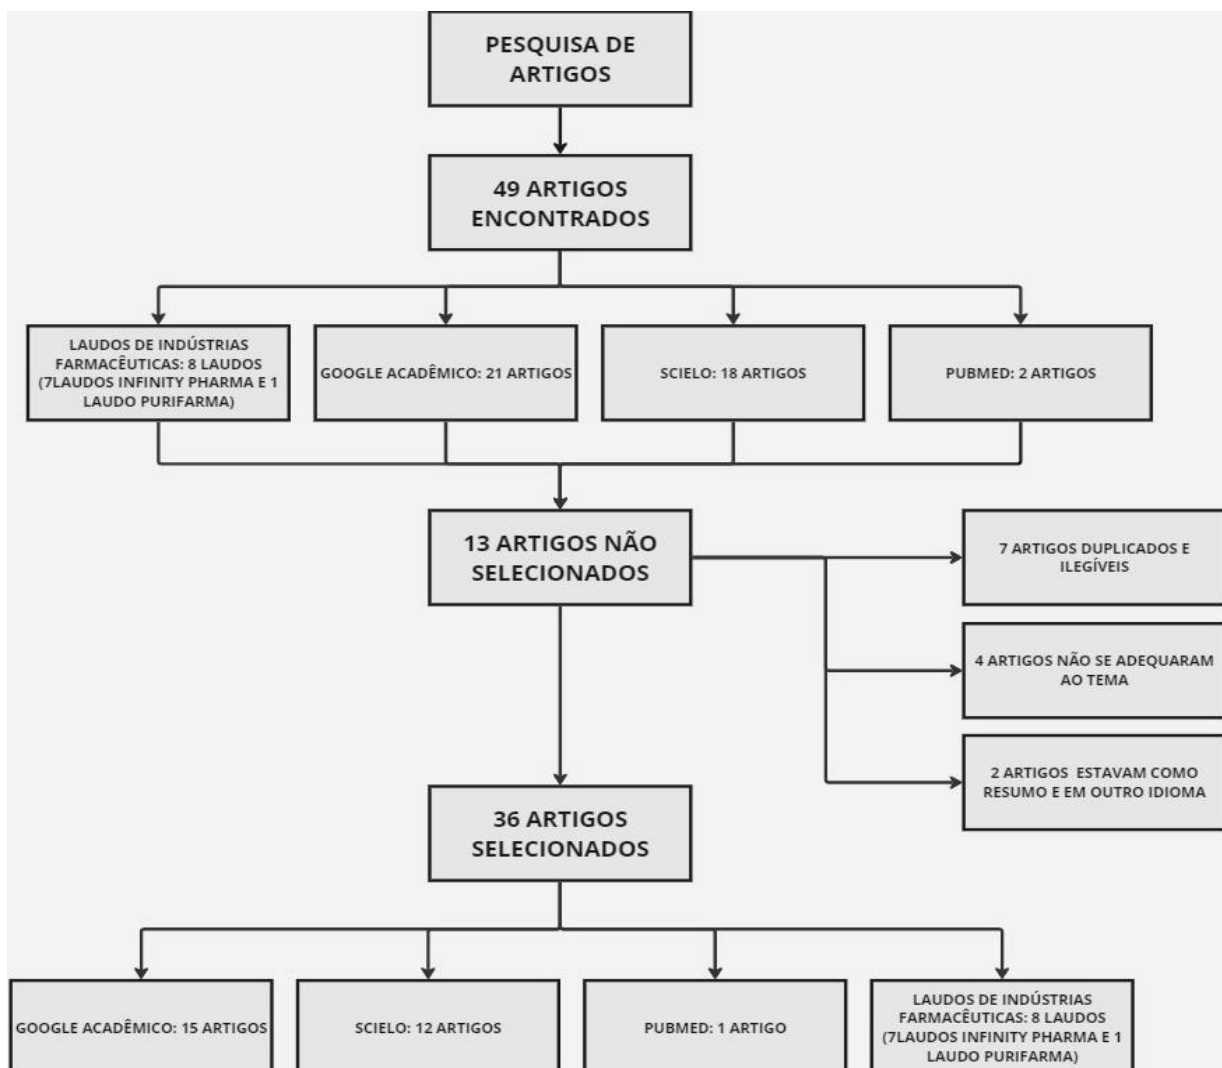 PESQUISA DE
ARTIGOS
49 ARTIGOS
ENCONTRADOS
LAUDOS DE INDÚSTRIAS
FARMACÊUTICAS: 8 LAUDOS
(7LAUDOS INFINITY PHARMA E 1
LAUDO PURIFARMA)
GOOGLE ACADÊMICO: 21 ARTIGOS
SCIELO: 18 ARTIGOS
PUBMED: 2 ARTIGOS
13 ARTIGOS NÃO
SELECIONADOS
7 ARTIGOS DUPLICADOS E
ILEGÍVEIS
4 ARTIGOS NÃO SE ADEQUARAM
AO TEMA
2 ARTIGOS ESTAVAM COMO
RESUMO E EM OUTRO IDIOMA
36 ARTIGOS
SELECIONADOS
GOOGLE ACADÊMICO: 15 ARTIGOS
SCIELO: 12 ARTIGOS
PUBMED: 1 ARTIGO
LAUDOS DE INDÚSTRIAS
FARMACÊUTICAS: 8 LAUDOS
(7LAUDOS INFINITY PHARMA E 1
LAUDO PURIFARMA)